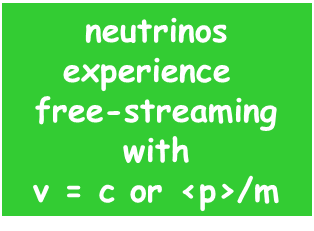 neutrinos
experience
free-streaming
with
v = c or <p>/m